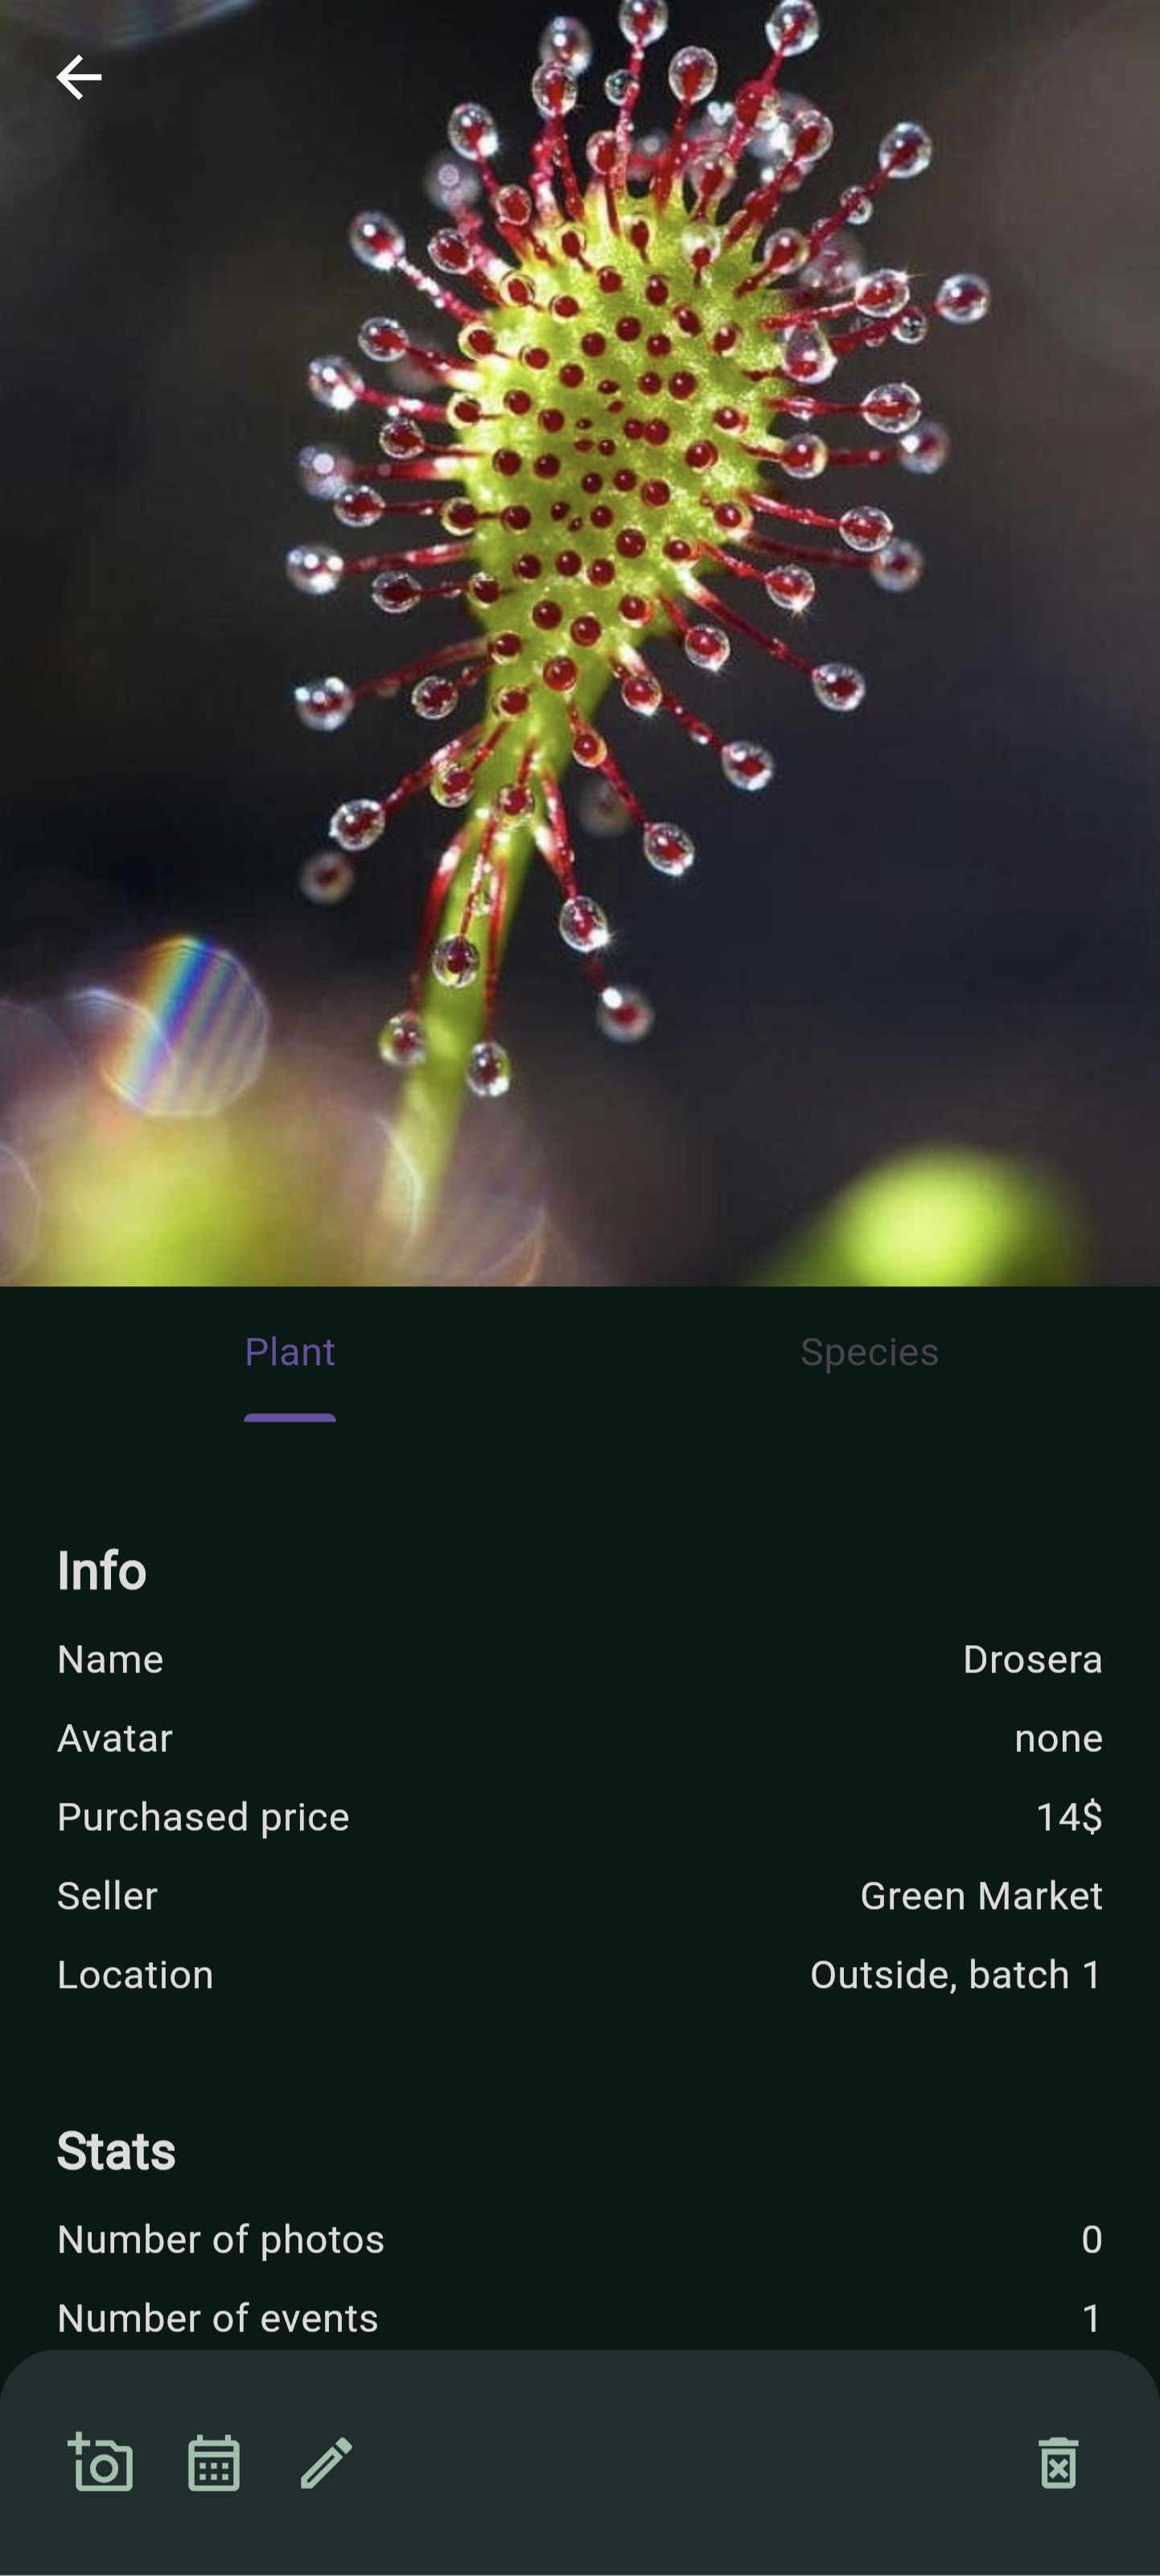 Plant Species
Info
Name Drosera
Avatar none
Purchased price 14$
Seller Green Market
Location Outside, batch 1
Stats
Number of photos 0
Number of events 1